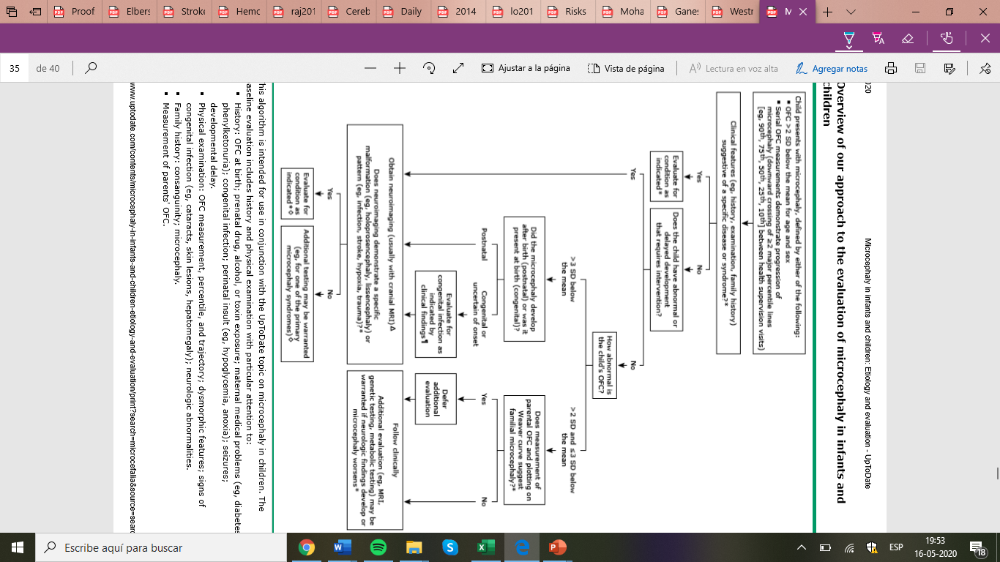 Proof
Elbers
Stroke
Hemo
raj201
Cereb
Daily
2014
lo201
Risks
Moha
Ganes
Westr
M
35
de 40
Ajustar a la página
Vista de página
Lectura en voz alta
Agregar notas
020
Microcephaly in infants and children: Etiology and evaluation - UpToDate
Overview of our approach to the evaluation of microcephaly in infants and
children
Child presents with microcephaly, defined by either of the following:
▪ OFC >2 SD below the mean for age and sex
▪ Serial OFC measurements demonstrate progression of
microcephaly (downward crossing of ≥2 major percentile lines
[eg, 90th, 75th, 50th, 25th, 10th] between health supervision visits)
Clinical features (eg, history, examination, family history)
suggestive of a specific disease or syndrome?*
Yes
No
Evaluate for
condition as
indicated*
Does the child have abnormal or
delayed development
that requires intervention?
Yes
No
How abnormal is
the child's OFC?
>3 SD below
the mean
>2 SD and ≤3 SD below
the mean
Did the microcephaly develop
after birth (postnatal) or was it
present at birth (congenital)?
Does measurement of
parental OFC and plotting on
Weaver curve suggest
familial microcephaly?*
Postnatal
Congenital or
uncertain of onset
Yes
No
Evaluate for
congenital infection as
indicated by
clinical findings¶
Defer
additional
evaluation
Obtain neuroimaging (usually with cranial MRI)Δ
Does neuroimaging demonstrate a specific
malformation (eg, holoprosencephaly, lissencephaly) or
pattern (eg, infection, stroke, hypoxia, trauma)?*
Follow clinically
Additional evaluation (eg, MRI,
genetic testing, metabolic testing) may be
warranted if neurologic findings develop or
microcephaly worsens*
Yes
No
Evaluate for
condition as
indicated*◊
Additional testing may be warranted
(eg, for one of the primary
microcephaly syndromes)◊
his algorithm is intended for use in conjunction with the UpToDate topic on microcephaly in children. The
aseline evaluation includes history and physical examination with particular attention to:
▪ History: OFC at birth; prenatal drug, alcohol, or toxin exposure; maternal medical problems (eg, diabetes
phenylketonuria); congenital infection; perinatal insult (eg, hypoglycemia, anoxia); seizures;
developmental delay.
▪ Physical examination: OFC measurement, percentile, and trajectory; dysmorphic features; signs of
congenital infection (eg, cataracts, skin lesions, hepatomegaly); neurologic abnormalities.
▪ Family history: consanguinity; microcephaly.
▪ Measurement of parents' OFC.
www.uptodate.com/contents/microcephaly-in-infants-and-children-etiology-and-evaluation/print?search=microcefalia&source=searc
Escribe aquí para buscar
ESP
19:53
16-05-2020
18